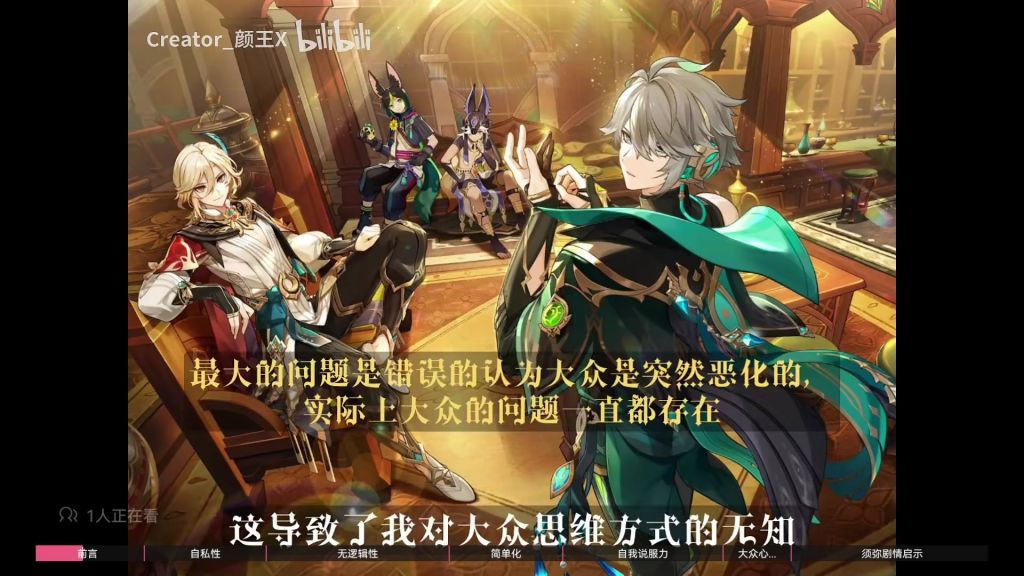 Creator_颜王X bilibili
最大的问题是错误的认为大众是突然恶化的,
实际上大众的问题一直都存在
1人正在看
这导致了我对大众思维方式的无知
前言 自私性 无逻辑性 简单化 自我说服力 大众心... 须弥剧情启示